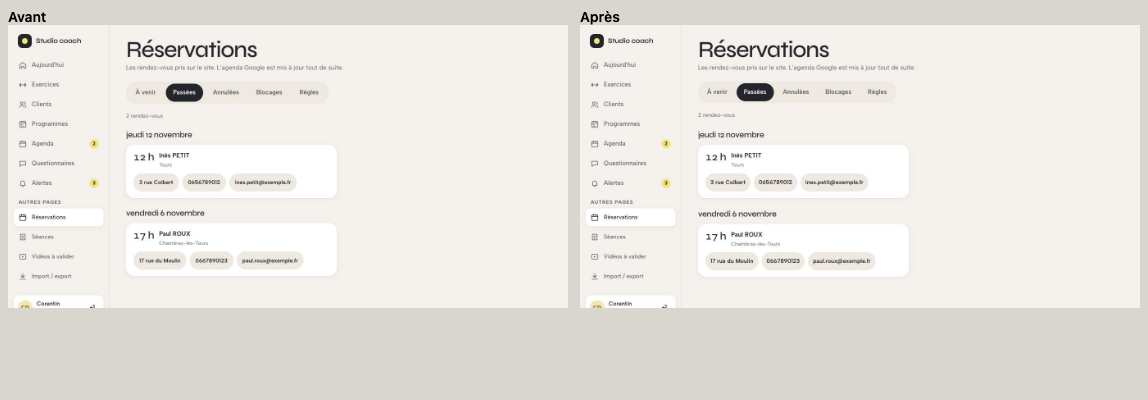 Avant
Studio coach
Aujourd'hui
Exercices
Clients
Programmes
Agenda 2
Questionnaires
Alertes 3
AUTRES PAGES
Réservations
Séances
Vidéos à valider
Import / export
Corentin
Réservations
Les rendez-vous pris sur le site. L'agenda Google est mis à jour tout de suite.
À venir Passées Annulées Blocages Règles
2 rendez-vous
jeudi 12 novembre
12 h Inès PETIT
Tours
3 rue Colbert 0656789012 ines.petit@exemple.fr
vendredi 6 novembre
17 h Paul ROUX
Chambray-lès-Tours
17 rue du Moulin 0667890123 paul.roux@exemple.fr
Après
Studio coach
Aujourd'hui
Exercices
Clients
Programmes
Agenda 2
Questionnaires
Alertes 3
AUTRES PAGES
Réservations
Séances
Vidéos à valider
Import / export
Corentin
Réservations
Les rendez-vous pris sur le site. L'agenda Google est mis à jour tout de suite.
À venir Passées Annulées Blocages Règles
2 rendez-vous
jeudi 12 novembre
12 h Inès PETIT
Tours
3 rue Colbert 0656789012 ines.petit@exemple.fr
vendredi 6 novembre
17 h Paul ROUX
Chambray-lès-Tours
17 rue du Moulin 0667890123 paul.roux@exemple.fr